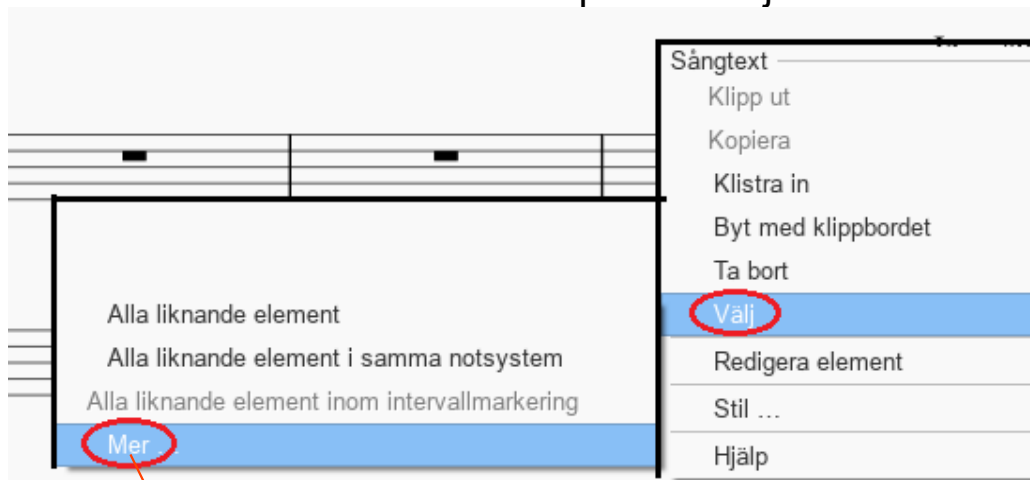 Sångtext
Klipp ut
Kopiera
Klistra in
Byt med klippbordet
Ta bort
Välj
Redigera element
Stil ...
Hjälp
Alla liknande element
Alla liknande element i samma notsystem
Alla liknande element inom intervallmarkering
Mer ...